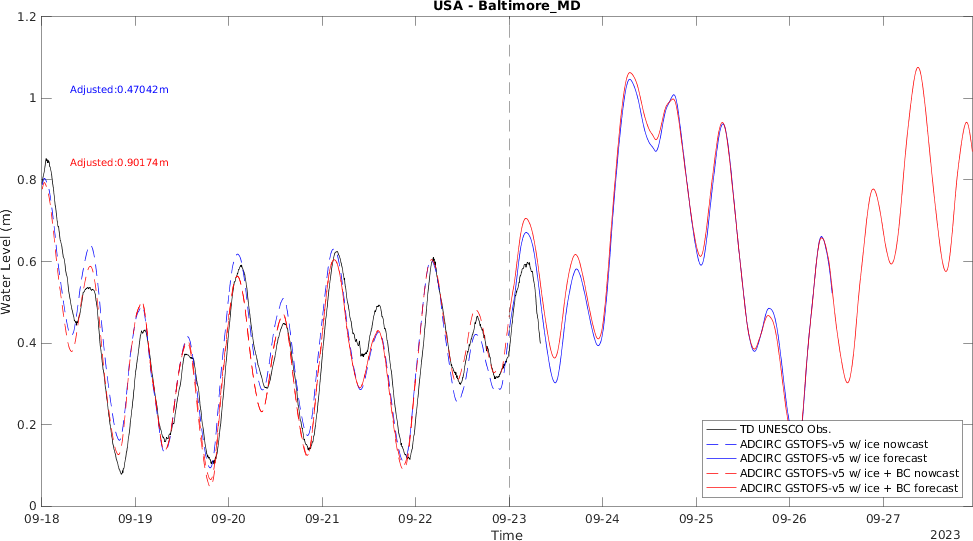 USA - Baltimore_MD
1.2
1
0.8
0.6
0.4
0.2
0
Water Level (m)
Adjusted:0.47042m
Adjusted:0.90174m
TD UNESCO Obs.
ADCIRC GSTOFS-v5 w/ ice nowcast
ADCIRC GSTOFS-v5 w/ ice forecast
ADCIRC GSTOFS-v5 w/ ice + BC nowcast
ADCIRC GSTOFS-v5 w/ ice + BC forecast
09-18 09-19 09-20 09-21 09-22 09-23 09-24 09-25 09-26 09-27
Time
2023